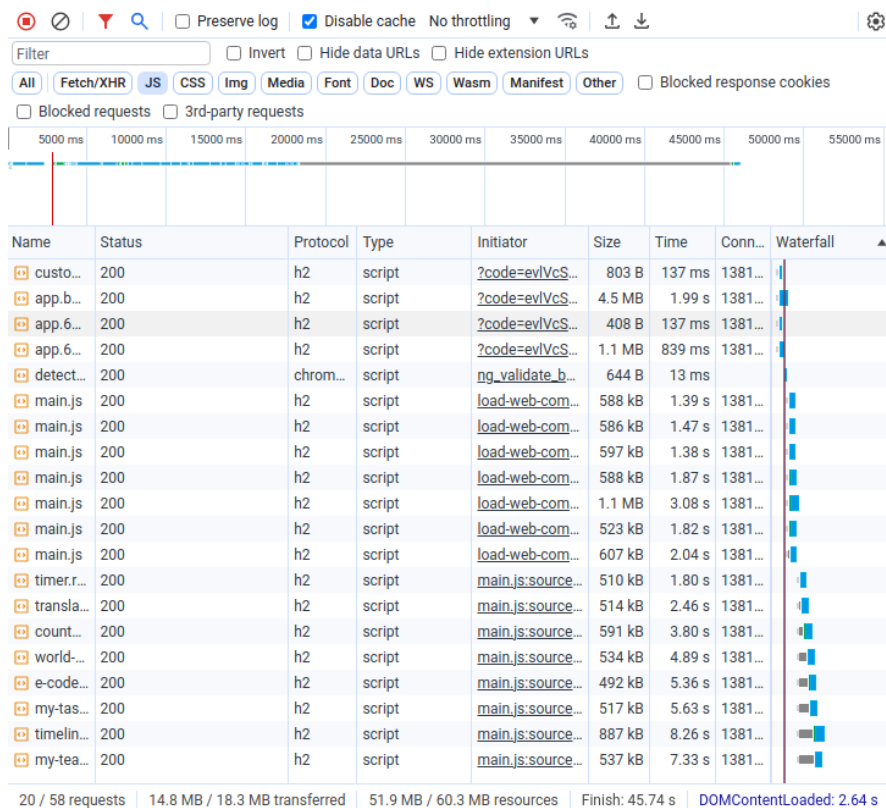 Preserve log Disable cache No throttling
Filter Invert Hide data URLs Hide extension URLs
All Fetch/XHR JS CSS Img Media Font Doc WS Wasm Manifest Other Blocked response cookies
Blocked requests 3rd-party requests
5000 ms 10000 ms 15000 ms 20000 ms 25000 ms 30000 ms 35000 ms 40000 ms 45000 ms 50000 ms 55000 ms
Name Status Protocol Type Initiator Size Time Conn... Waterfall
custo... 200 h2 script ?code=evlVcS... 803 B 137 ms 1381...
app.b... 200 h2 script ?code=evlVcS... 4.5 MB 1.99 s 1381...
app.6... 200 h2 script ?code=evlVcS... 408 B 137 ms 1381...
app.6... 200 h2 script ?code=evlVcS... 1.1 MB 839 ms 1381...
detect... 200 chrom... script ng_validate_b... 644 B 13 ms
main.js 200 h2 script load-web-com... 588 kB 1.39 s 1381...
main.js 200 h2 script load-web-com... 586 kB 1.47 s 1381...
main.js 200 h2 script load-web-com... 597 kB 1.38 s 1381...
main.js 200 h2 script load-web-com... 588 kB 1.87 s 1381...
main.js 200 h2 script load-web-com... 1.1 MB 3.08 s 1381...
main.js 200 h2 script load-web-com... 523 kB 1.82 s 1381...
main.js 200 h2 script load-web-com... 607 kB 2.04 s 1381...
timer.r... 200 h2 script main.js:source... 510 kB 1.80 s 1381...
transla... 200 h2 script main.js:source... 514 kB 2.46 s 1381...
count... 200 h2 script main.js:source... 591 kB 3.80 s 1381...
world-... 200 h2 script main.js:source... 534 kB 4.89 s 1381...
e-code... 200 h2 script main.js:source... 492 kB 5.36 s 1381...
my-tas... 200 h2 script main.js:source... 517 kB 5.63 s 1381...
timelin... 200 h2 script main.js:source... 887 kB 8.26 s 1381...
my-tea... 200 h2 script main.js:source... 537 kB 7.33 s 1381...
20 / 58 requests 14.8 MB / 18.3 MB transferred 51.9 MB / 60.3 MB resources Finish: 45.74 s DOMContentLoaded: 2.64 s